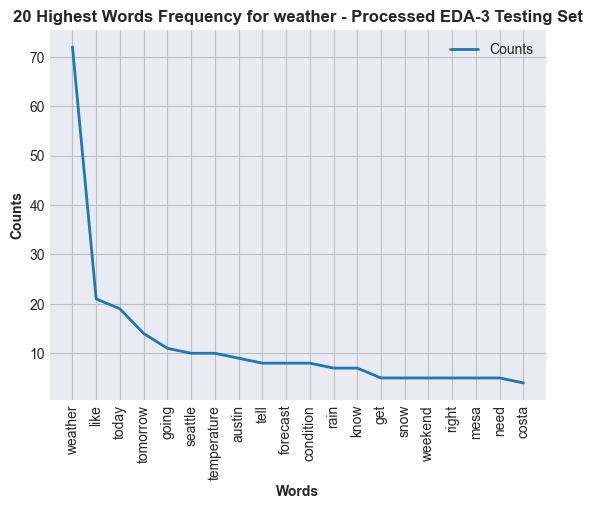 20 Highest Words Frequency for weather - Processed EDA-3 Testing Set
Counts
70
60
50
40
30
20
10
Counts
weather
like
today
tomorrow
going
seattle
temperature
austin
tell
forecast
condition
rain
know
get
snow
weekend
right
mesa
need
costa
Words